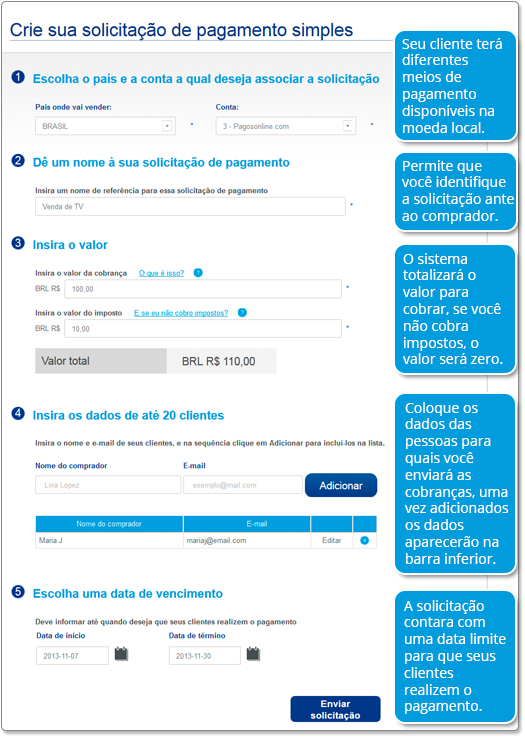 Crie sua solicitação de pagamento simples
Seu cliente terá
diferentes
meios de
pagamento
disponíveis na
moeda local.
1 Escolha o país e a conta a qual deseja associar a solicitação
País onde vai vender:
Conta:
BRASIL
*
3 - Pagosonline.com
*
2 Dê um nome à sua solicitação de pagamento
Permite que
você identifique
a solicitação ante
ao comprador.
Insira um nome de referência para essa solicitação de pagamento
Venda de TV
*
3 Insira o valor
O sistema
totalizará o
valor para
cobrar, se você
não cobra
impostos, o
valor será zero.
Insira o valor da cobrança O que é isso? ?
BRL R$ 100,00 *
Insira o valor do imposto E se eu não cobro impostos? ?
BRL R$ 10,00 *
Valor total BRL R$ 110,00
4 Insira os dados de até 20 clientes
Coloque os
dados das
pessoas para
quais você
enviará as
cobranças, uma
vez adicionados
os dados
aparecerão na
barra inferior.
Insira o nome e e-mail de seus clientes, e na sequência clique em Adicionar para incluí-los na lista.
Nome do comprador
E-mail
Lina Lopez
exemplo@mail.com
Adicionar
Nome do comprador E-mail
Maria J mariaj@email.com Editar x
5 Escolha uma data de vencimento
A solicitação
contara com
uma data limite
para que seus
clientes
realizem o
pagamento.
Deve informar até quando deseja que seus clientes realizem o pagamento
Data de início
Data de término
2013-11-07
2013-11-30
Enviar
solicitação